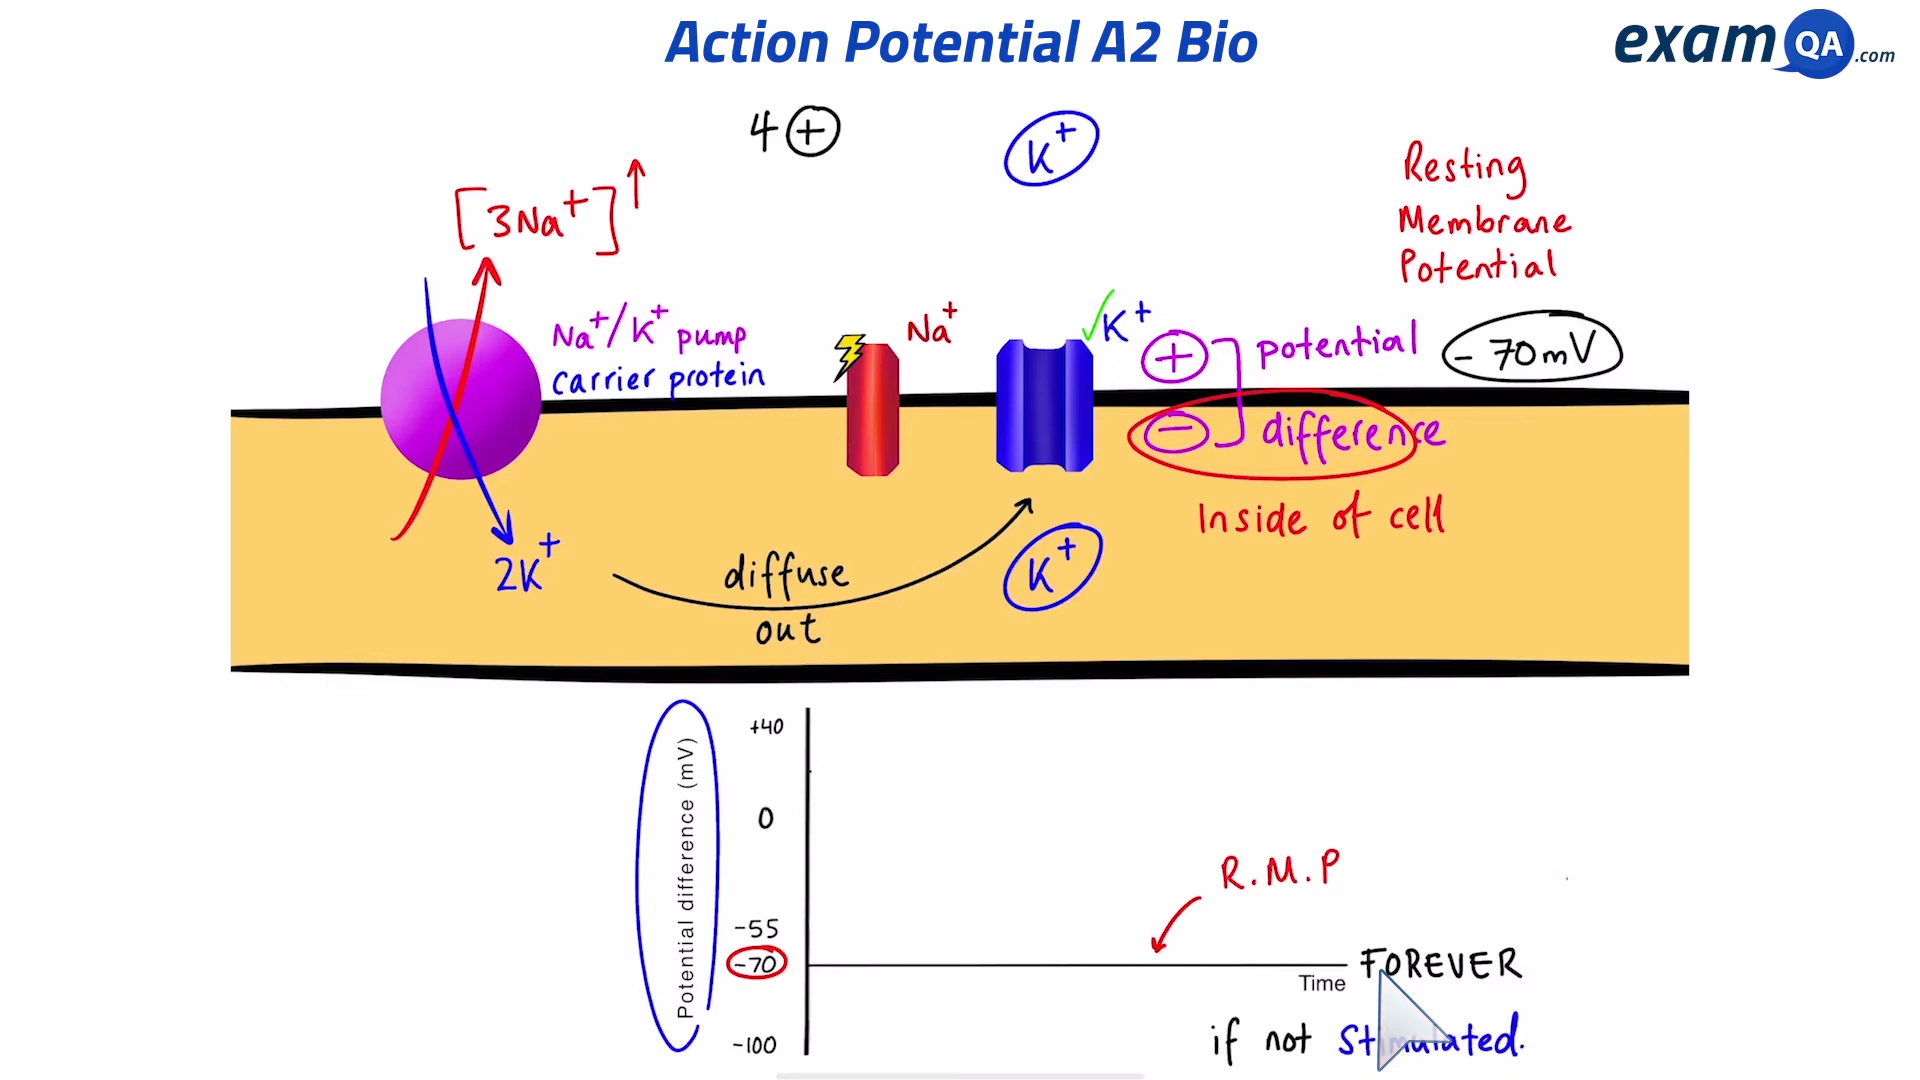 Action Potential A2 Bio
examQA.com
4 +
K+
[3Na+]↑
Resting
Membrane
Potential
Na+/K+ pump
carrier protein
Na+
K+
+
potential
-70mV
−
difference
Inside of cell
2K+
diffuse
out
K+
Potential difference (mV)
+40
0
-55
-70
-100
R.M.P
Time
FOREVER
if not stimulated.